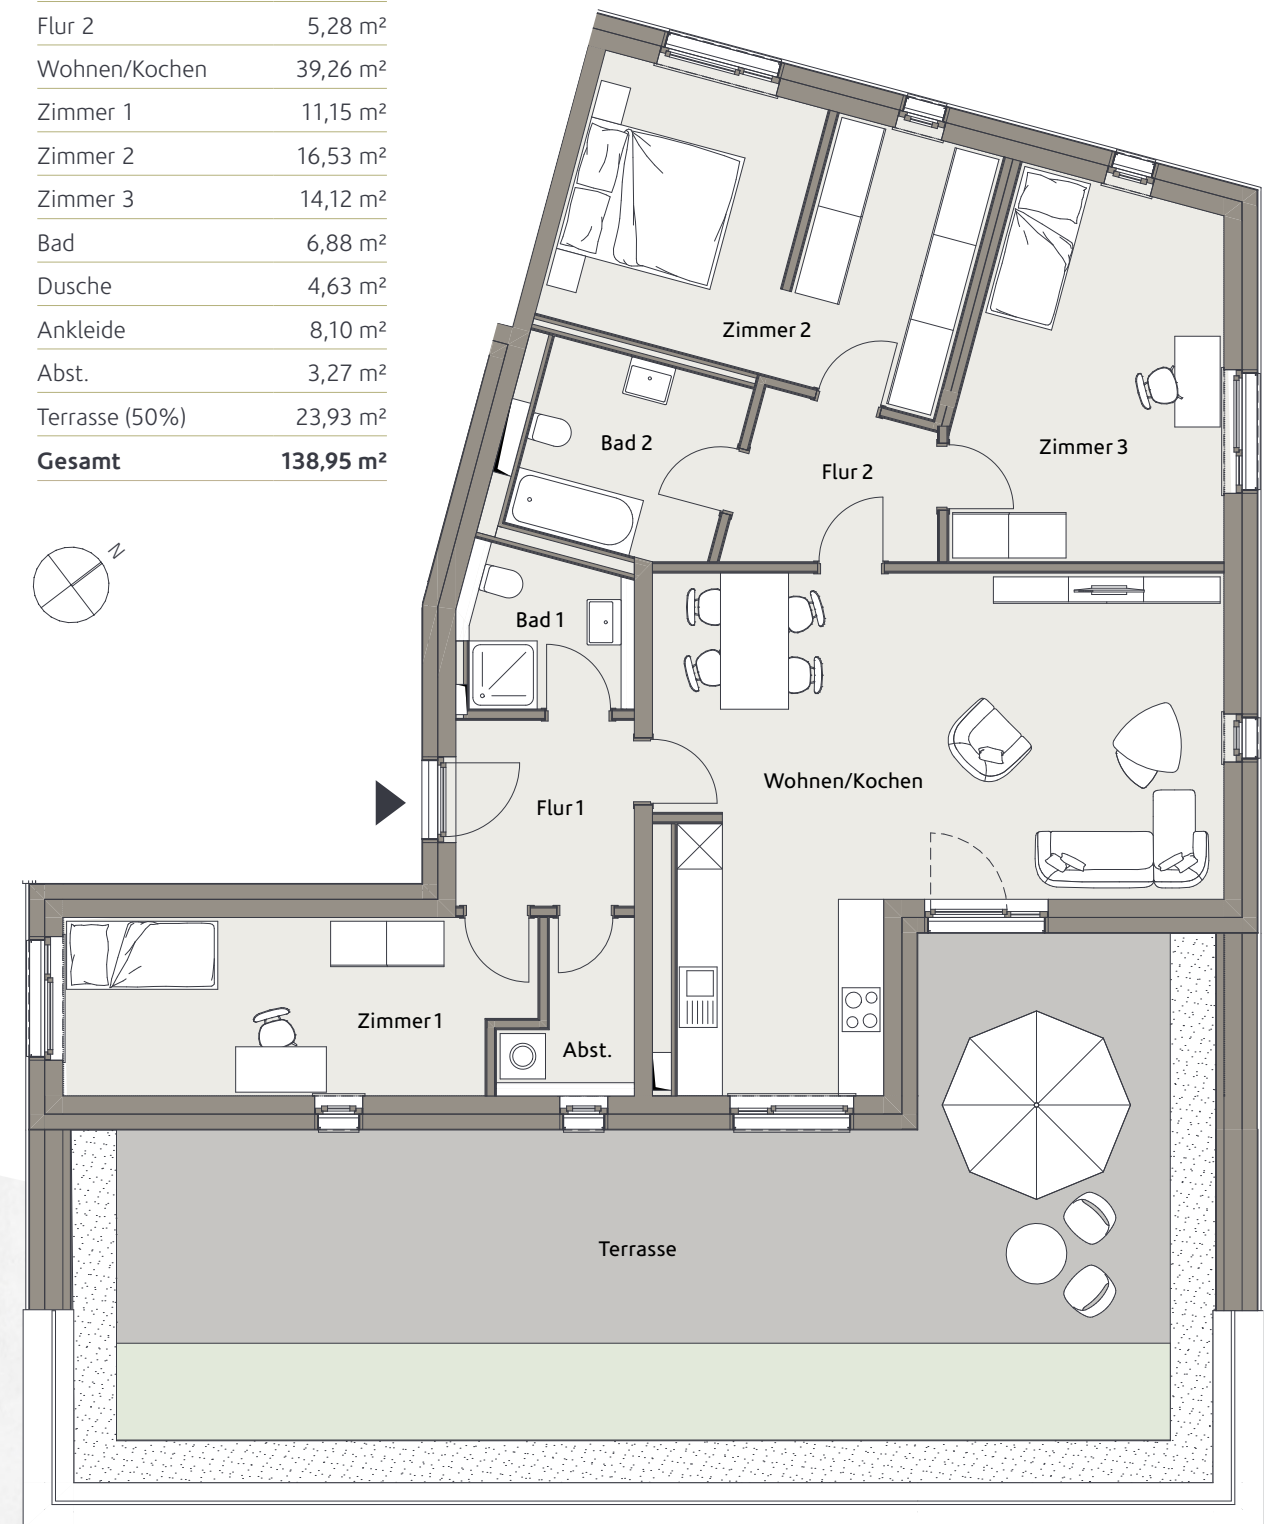 Flur 2 5,28 m²
Wohnen/Kochen 39,26 m²
Zimmer 1 11,15 m²
Zimmer 2 16,53 m²
Zimmer 3 14,12 m²
Bad 6,88 m²
Dusche 4,63 m²
Ankleide 8,10 m²
Abst. 3,27 m²
Terrasse (50%) 23,93 m²
Gesamt 138,95 m²
N
Zimmer 2
Bad 2
Zimmer 3
Flur 2
Bad 1
Wohnen/Kochen
Flur 1
Zimmer 1
Abst.
Terrasse